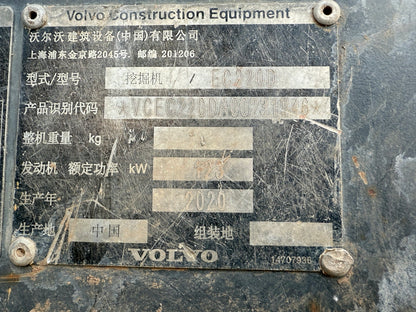 Volvo Construction Equipment
沃尔沃建筑设备(中国)有限公司
上海浦东金京路2045号. 邮编 201206
型式/型号 挖掘机 / EC220D
产品识别代码
整机重量 kg
发动机 额定功率 kW
生产年 2020
生产地 中国 组装地
VOLVO
14707936